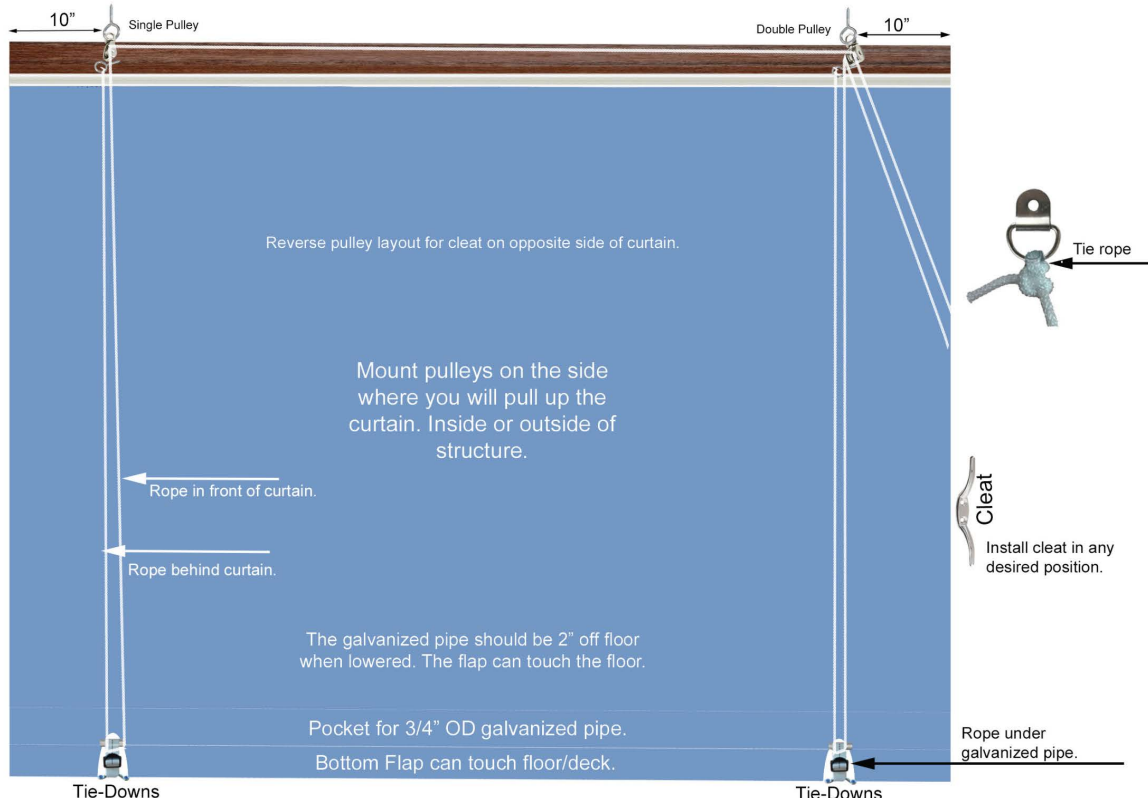 10”
Single Pulley
Double Pulley
10”
Reverse pulley layout for cleat on opposite side of curtain.
Tie rope
Mount pulleys on the side
where you will pull up the
curtain. Inside or outside of
structure.
Rope in front of curtain.
Cleat
Install cleat in any
desired position.
Rope behind curtain.
The galvanized pipe should be 2” off floor
when lowered. The flap can touch the floor.
Pocket for 3/4” OD galvanized pipe.
Rope under
galvanized pipe.
Bottom Flap can touch floor/deck.
Tie-Downs
Tie-Downs